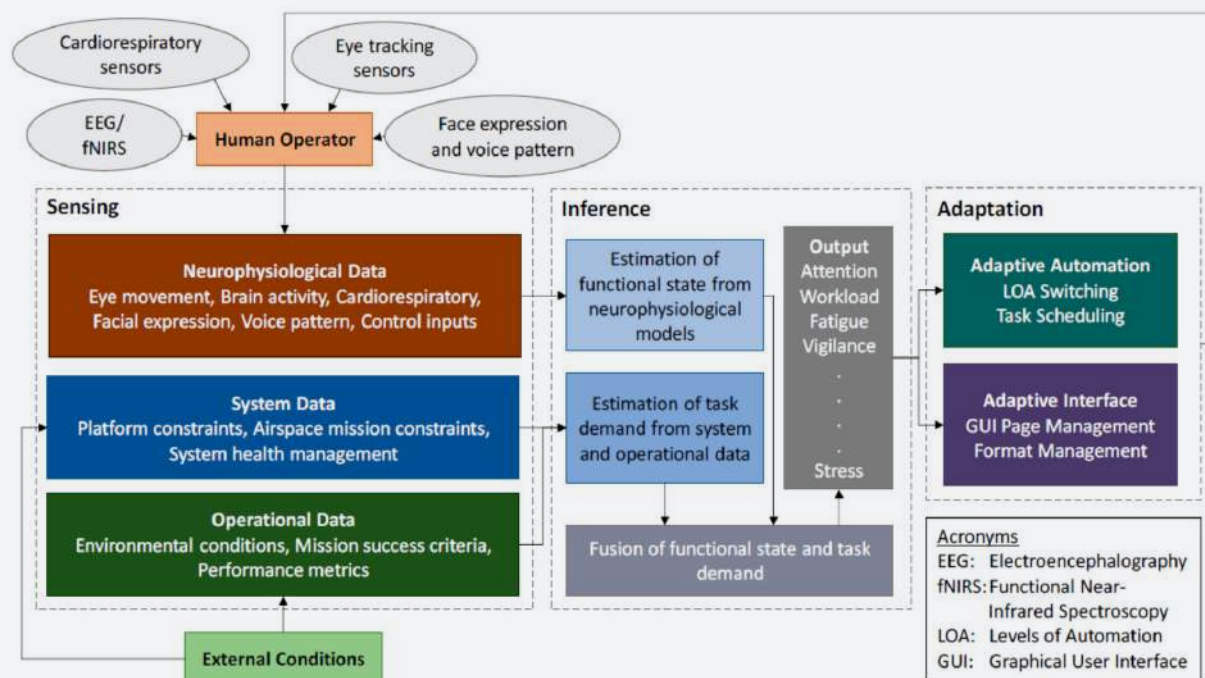 Cardiorespiratory
sensors
Eye tracking
sensors
EEG/
fNIRS
Human Operator
Face expression
and voice pattern
Sensing
Neurophysiological Data
Eye movement, Brain activity, Cardiorespiratory,
Facial expression, Voice pattern, Control inputs
System Data
Platform constraints, Airspace mission constraints,
System health management
Operational Data
Environmental conditions, Mission success criteria,
Performance metrics
External Conditions
Inference
Estimation of
functional state from
neurophysiological
models
Estimation of task
demand from system
and operational data
Output
Attention
Workload
Fatigue
Vigilance
.
.
.
.
Stress
Fusion of functional state and task
demand
Adaptation
Adaptive Automation
LOA Switching
Task Scheduling
Adaptive Interface
GUI Page Management
Format Management
Acronyms
EEG: Electroencephalography
fNIRS: Functional Near-
Infrared Spectroscopy
LOA: Levels of Automation
GUI: Graphical User Interface